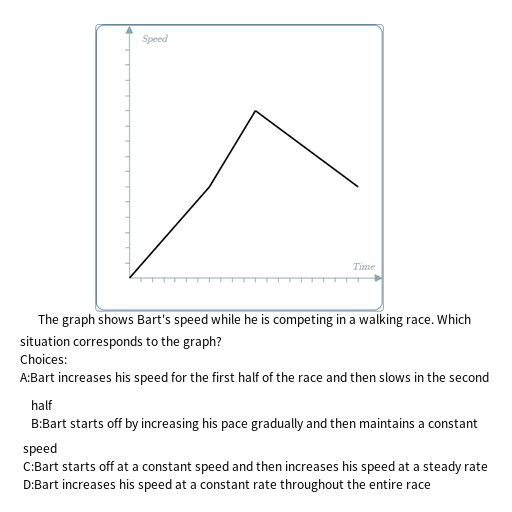 Speed
Time
The graph shows Bart's speed while he is competing in a walking race. Which
situation corresponds to the graph?
Choices:
A:Bart increases his speed for the first half of the race and then slows in the second
half
B:Bart starts off by increasing his pace gradually and then maintains a constant
speed
C:Bart starts off at a constant speed and then increases his speed at a steady rate
D:Bart increases his speed at a constant rate throughout the entire race